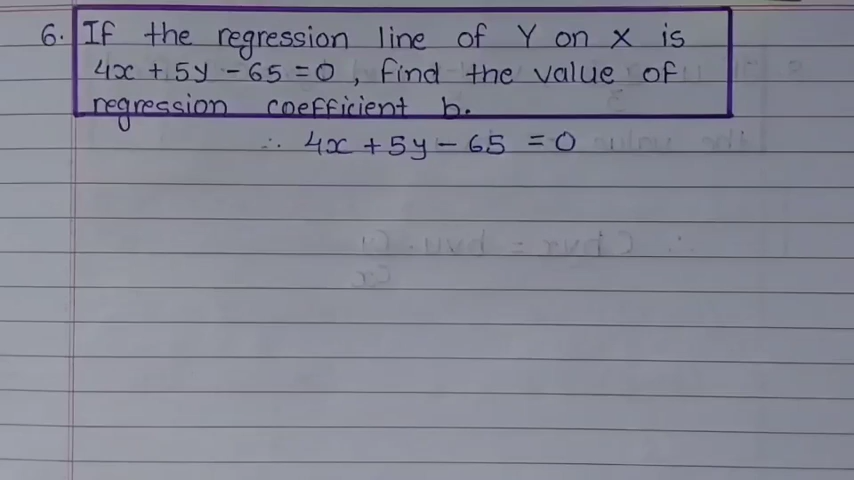 6. If the regression line of Y on X is
4x + 5y - 65 = 0, find the value of
regression coefficient b.
∴ 4x + 5y - 65 = 0